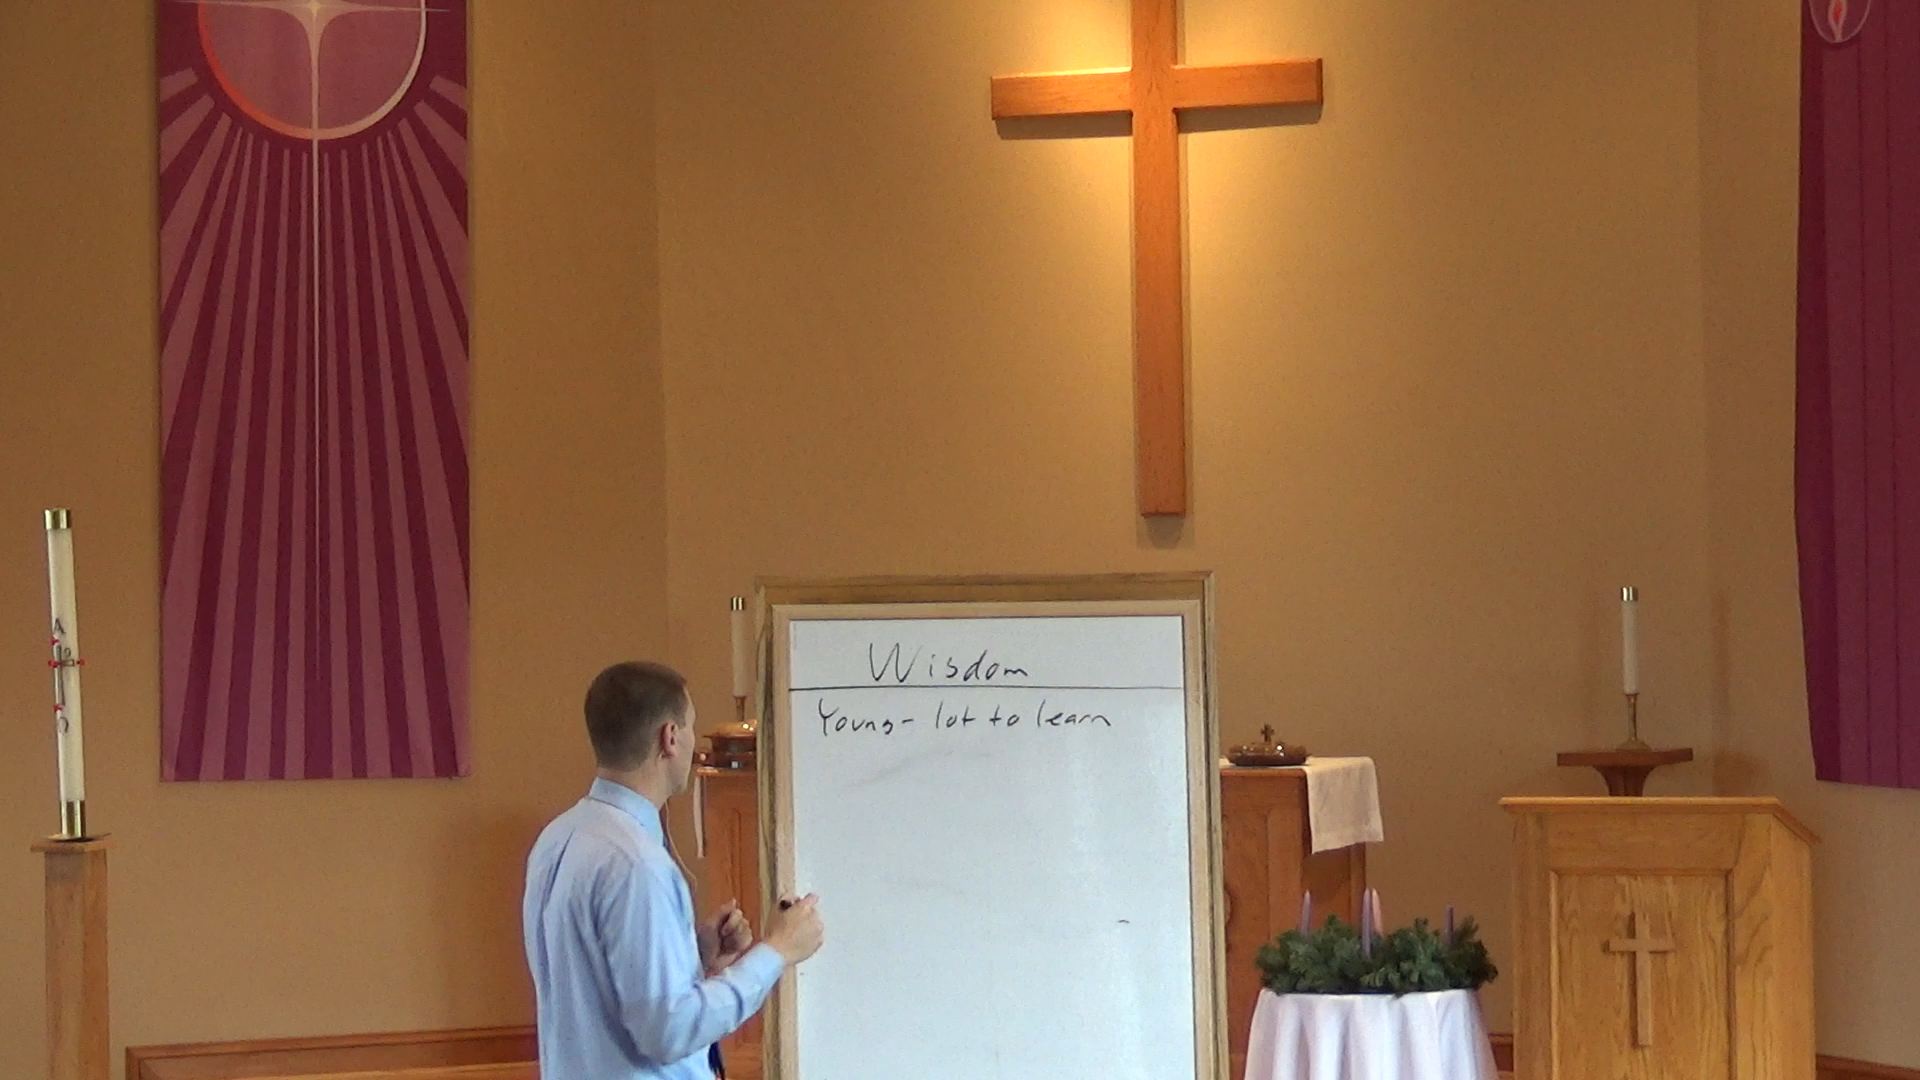 Wisdom
Young - lot to learn
A
Ω